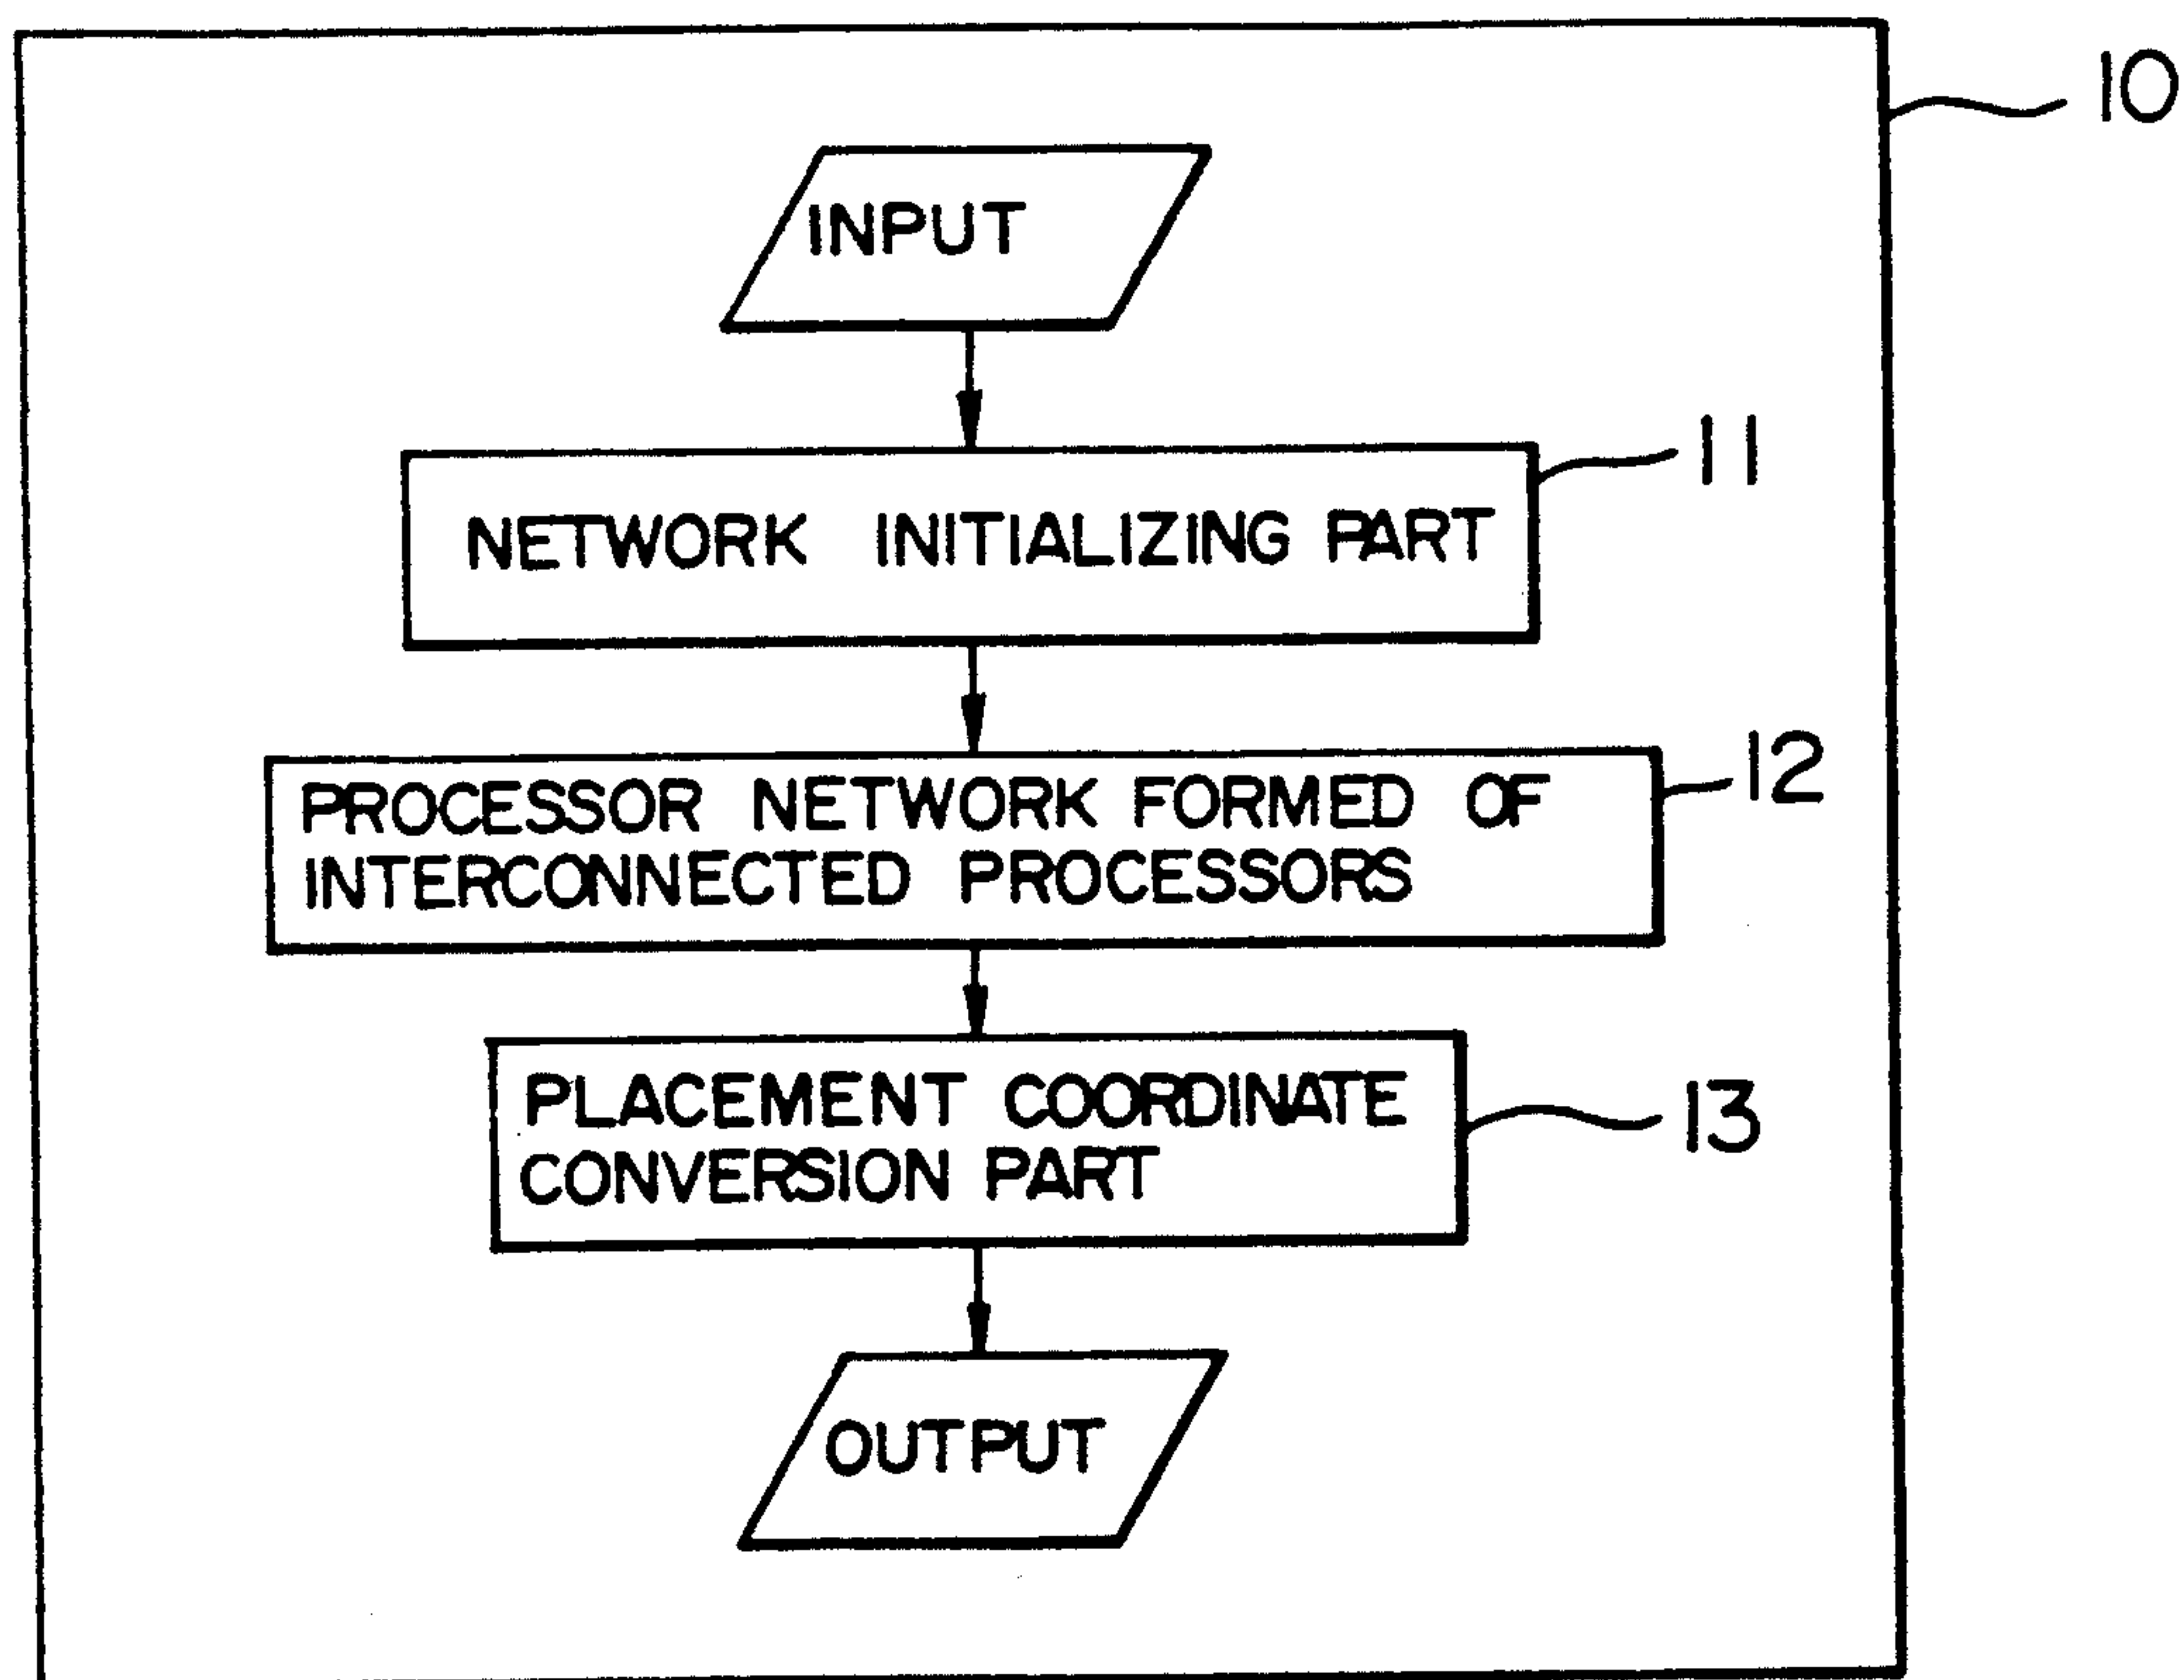 10
INPUT
11
NETWORK INITIALIZING PART
12
PROCESSOR NETWORK FORMED OF
INTERCONNECTED PROCESSORS
PLACEMENT COORDINATE
13
CONVERSION PART
OUTPUT